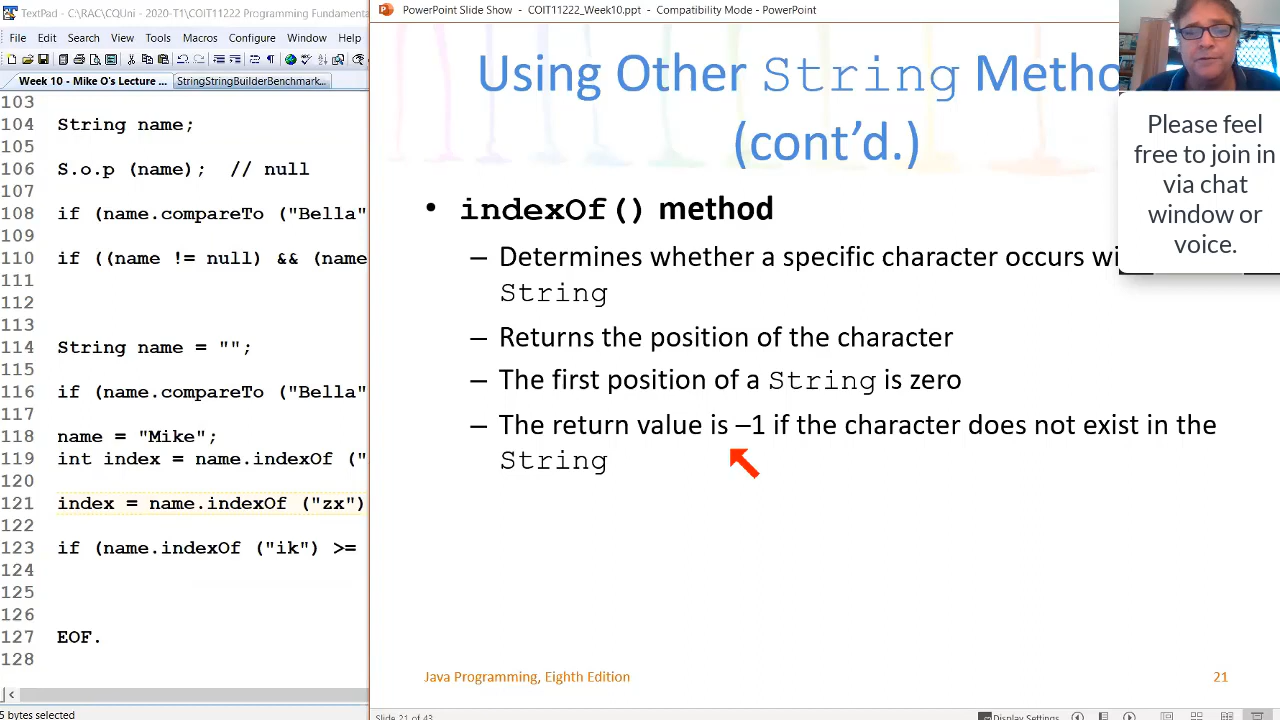 TextPad - C:\RAC\CQUni - 2020-T1\COIT11222 Programming Fundamenta
File Edit Search View Tools Macros Configure Window Help
Week 10 - Mike O's Lecture ... StringStringBuilderBenchmark...
103
104 String name;
105
106 S.o.p (name); // null
107
108 if (name.compareTo ("Bella"
109
110 if ((name != null) && (name
111
112
113
114 String name = "";
115
116 if (name.compareTo ("Bella"
117
118 name = "Mike";
119 int index = name.indexOf ("
120
121 index = name.indexOf ("zx")
122
123 if (name.indexOf ("ik") >=
124
125
126
127 EOF.
128
5 bytes selected
PowerPoint Slide Show - COIT11222_Week10.ppt - Compatibility Mode - PowerPoint
Using Other String Metho
(cont'd.)
• indexOf() method
– Determines whether a specific character occurs wi
String
– Returns the position of the character
– The first position of a String is zero
– The return value is –1 if the character does not exist in the
String
Java Programming, Eighth Edition
21
Slide 21 of 43
Display Settings
Please feel
free to join in
via chat
window or
voice.